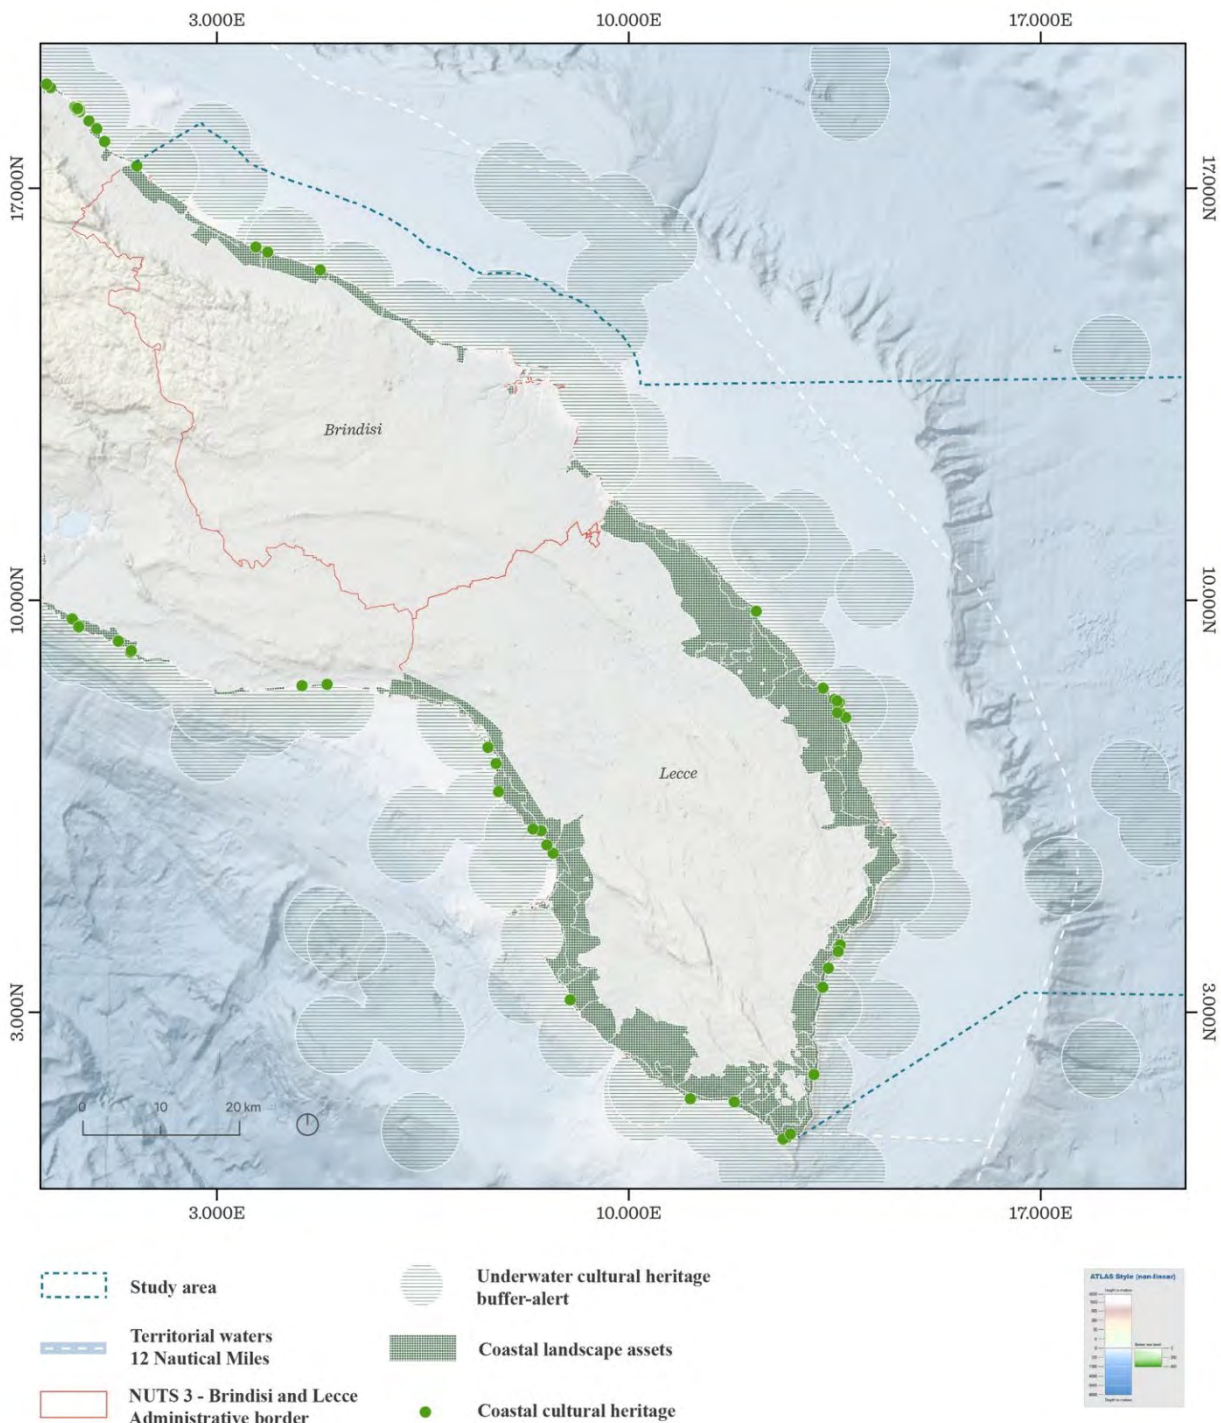 3.000E 10.000E 17.000E
17.000N 17.000N
Brindisi
10.000N 10.000N
Lecce
3.000N 3.000N
0 10 20 km
3.000E 10.000E 17.000E
Study area
Underwater cultural heritage
buffer-alert
Territorial waters
12 Nautical Miles
Coastal landscape assets
NUTS 3 - Brindisi and Lecce
Administrative border
Coastal cultural heritage
ATLAS Style (non-linear)